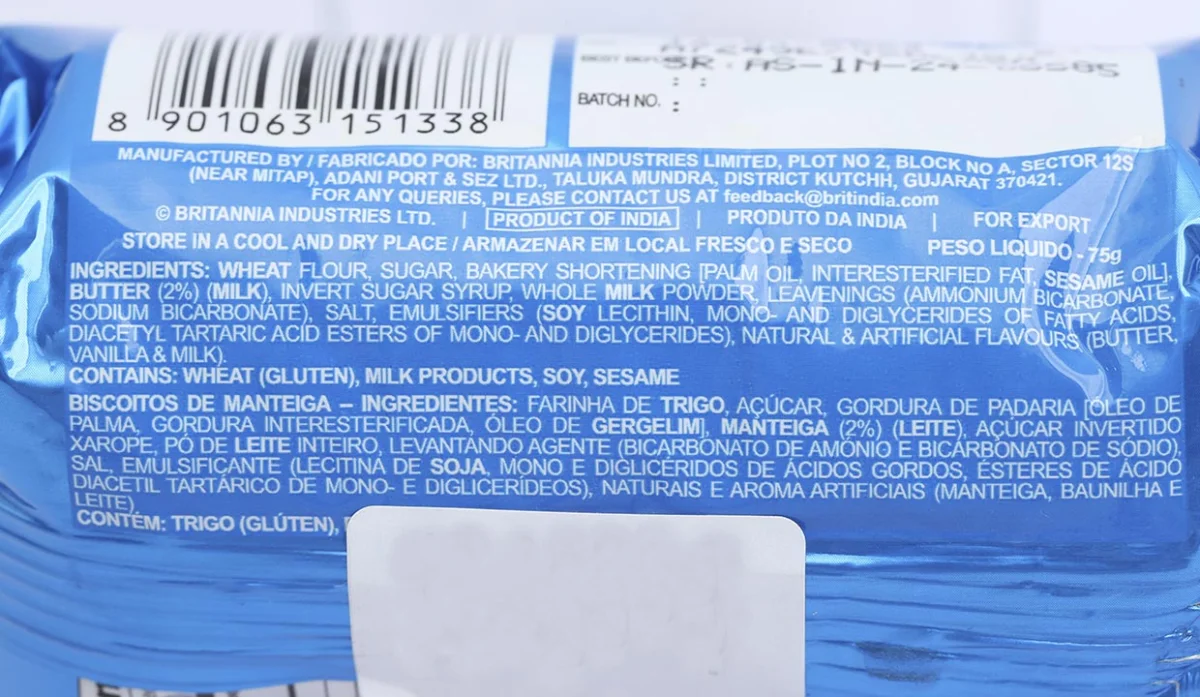 8 901063 151338
BATCH NO. :
MANUFACTURED BY / FABRICADO POR: BRITANNIA INDUSTRIES LIMITED, PLOT NO 2, BLOCK NO A, SECTOR 12S
(NEAR MITAP), ADANI PORT & SEZ LTD., TALUKA MUNDRA, DISTRICT KUTCHH, GUJARAT 370421.
FOR ANY QUERIES, PLEASE CONTACT US AT feedback@britindia.com
© BRITANNIA INDUSTRIES LTD. | PRODUCT OF INDIA | PRODUTO DA INDIA | FOR EXPORT
STORE IN A COOL AND DRY PLACE / ARMAZENAR EM LOCAL FRESCO E SECO PESO LIQUIDO - 75g
INGREDIENTS: WHEAT FLOUR, SUGAR, BAKERY SHORTENING [PALM OIL, INTERESTERIFIED FAT, SESAME OIL],
BUTTER (2%) (MILK), INVERT SUGAR SYRUP, WHOLE MILK POWDER, LEAVENINGS (AMMONIUM BICARBONATE,
SODIUM BICARBONATE), SALT, EMULSIFIERS (SOY LECITHIN, MONO- AND DIGLYCERIDES OF FATTY ACIDS,
DIACETYL TARTARIC ACID ESTERS OF MONO- AND DIGLYCERIDES), NATURAL & ARTIFICIAL FLAVOURS (BUTTER,
VANILLA & MILK).
CONTAINS: WHEAT (GLUTEN), MILK PRODUCTS, SOY, SESAME
BISCOITOS DE MANTEIGA – INGREDIENTES: FARINHA DE TRIGO, AÇÚCAR, GORDURA DE PADARIA [ÓLEO DE
PALMA, GORDURA INTERESTERIFICADA, ÓLEO DE GERGELIM], MANTEIGA (2%) (LEITE), AÇÚCAR INVERTIDO
XAROPE, PÓ DE LEITE INTEIRO, LEVANTANDO AGENTE (BICARBONATO DE AMÓNIO E BICARBONATO DE SÓDIO),
SAL, EMULSIFICANTE (LECITINA DE SOJA, MONO E DIGLICÉRIDOS DE ÁCIDOS GORDOS, ÉSTERES DE ÁCIDO
DIACETIL TARTÁRICO DE MONO- E DIGLICERÍDEOS), NATURAIS E AROMA ARTIFICIAIS (MANTEIGA, BAUNILHA E
LEITE).
CONTÉM: TRIGO (GLÚTEN),